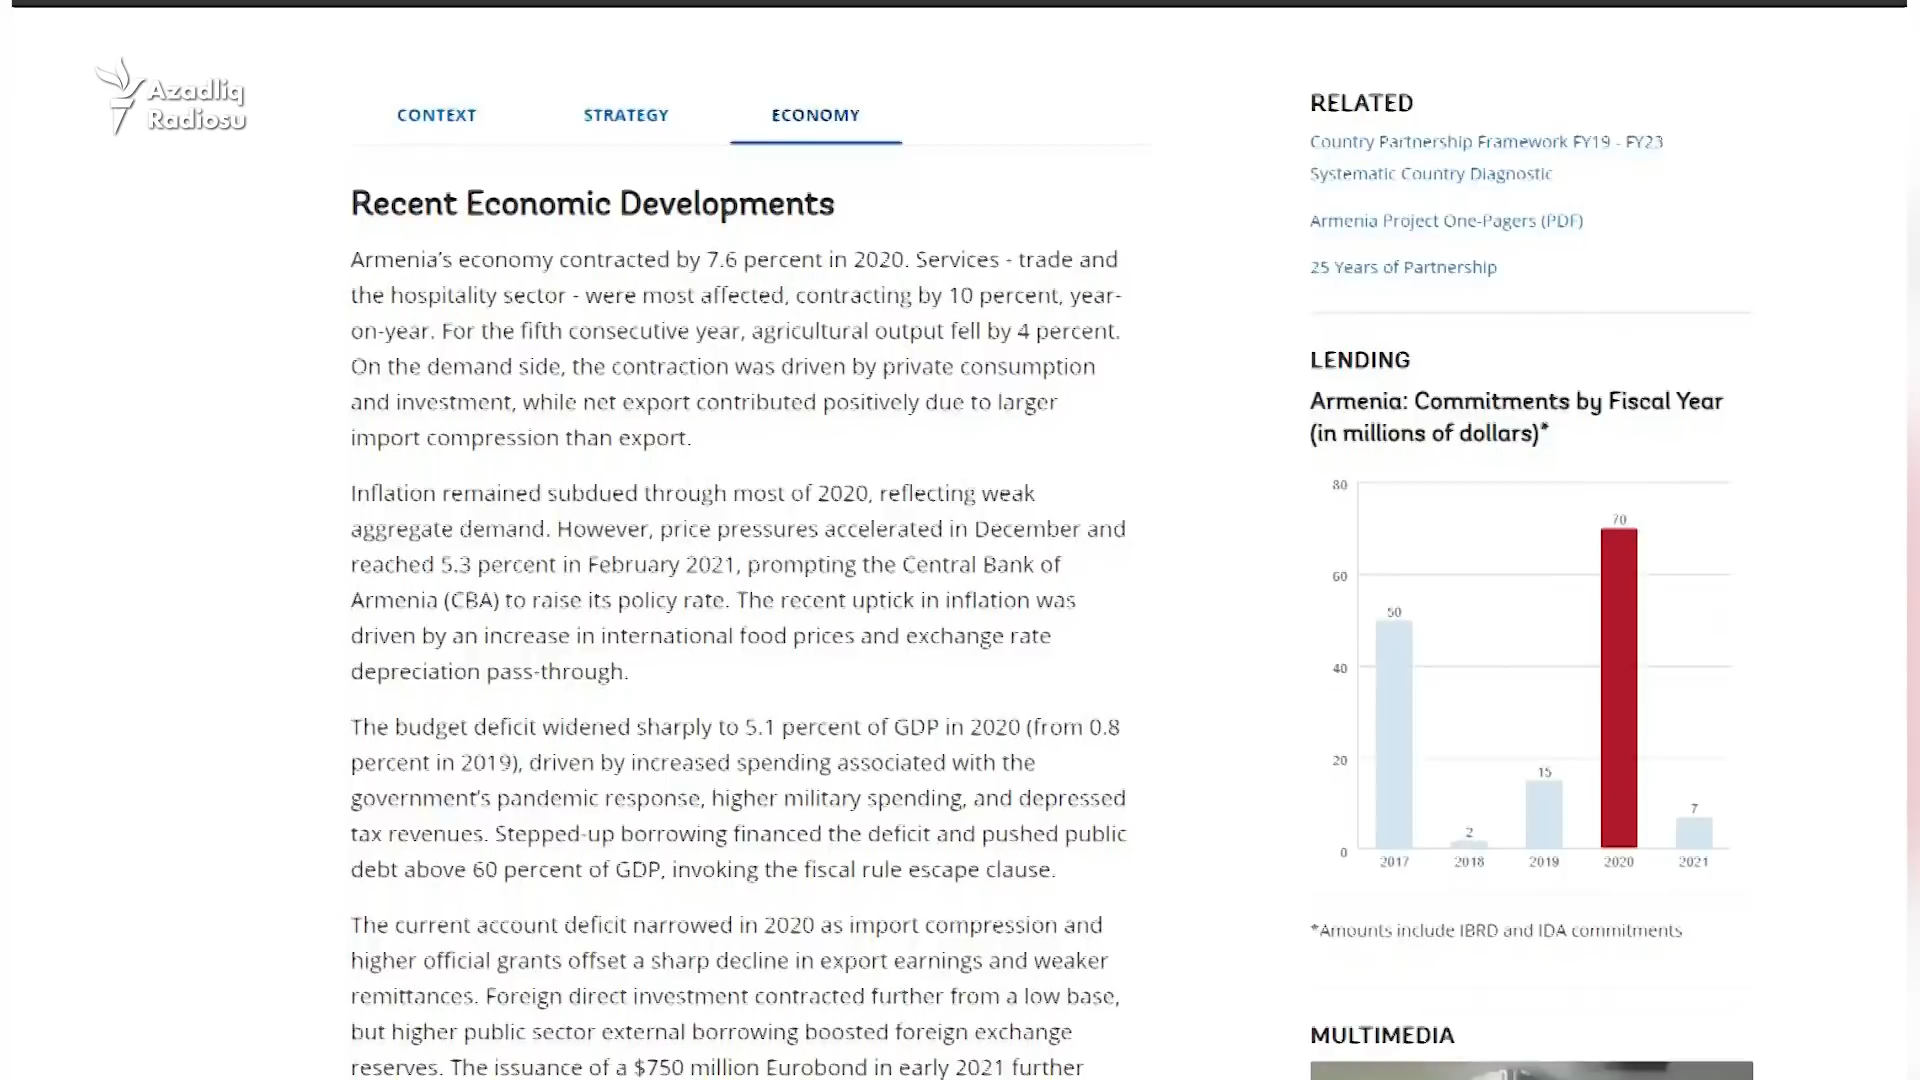 Azadlıq
Radiosu
CONTEXT
STRATEGY
ECONOMY
Recent Economic Developments
Armenia's economy contracted by 7.6 percent in 2020. Services - trade and
the hospitality sector - were most affected, contracting by 10 percent, year-
on-year. For the fifth consecutive year, agricultural output fell by 4 percent.
On the demand side, the contraction was driven by private consumption
and investment, while net export contributed positively due to larger
import compression than export.
Inflation remained subdued through most of 2020, reflecting weak
aggregate demand. However, price pressures accelerated in December and
reached 5.3 percent in February 2021, prompting the Central Bank of
Armenia (CBA) to raise its policy rate. The recent uptick in inflation was
driven by an increase in international food prices and exchange rate
depreciation pass-through.
The budget deficit widened sharply to 5.1 percent of GDP in 2020 (from 0.8
percent in 2019), driven by increased spending associated with the
government's pandemic response, higher military spending, and depressed
tax revenues. Stepped-up borrowing financed the deficit and pushed public
debt above 60 percent of GDP, invoking the fiscal rule escape clause.
The current account deficit narrowed in 2020 as import compression and
higher official grants offset a sharp decline in export earnings and weaker
remittances. Foreign direct investment contracted further from a low base,
but higher public sector external borrowing boosted foreign exchange
reserves. The issuance of a $750 million Eurobond in early 2021 further
RELATED
Country Partnership Framework FY19 - FY23
Systematic Country Diagnostic
Armenia Project One-Pagers (PDF)
25 Years of Partnership
LENDING
Armenia: Commitments by Fiscal Year
(in millions of dollars)*
80
70
60
50
40
20
15
7
2
0
2017
2018
2019
2020
2021
*Amounts include IBRD and IDA commitments
MULTIMEDIA